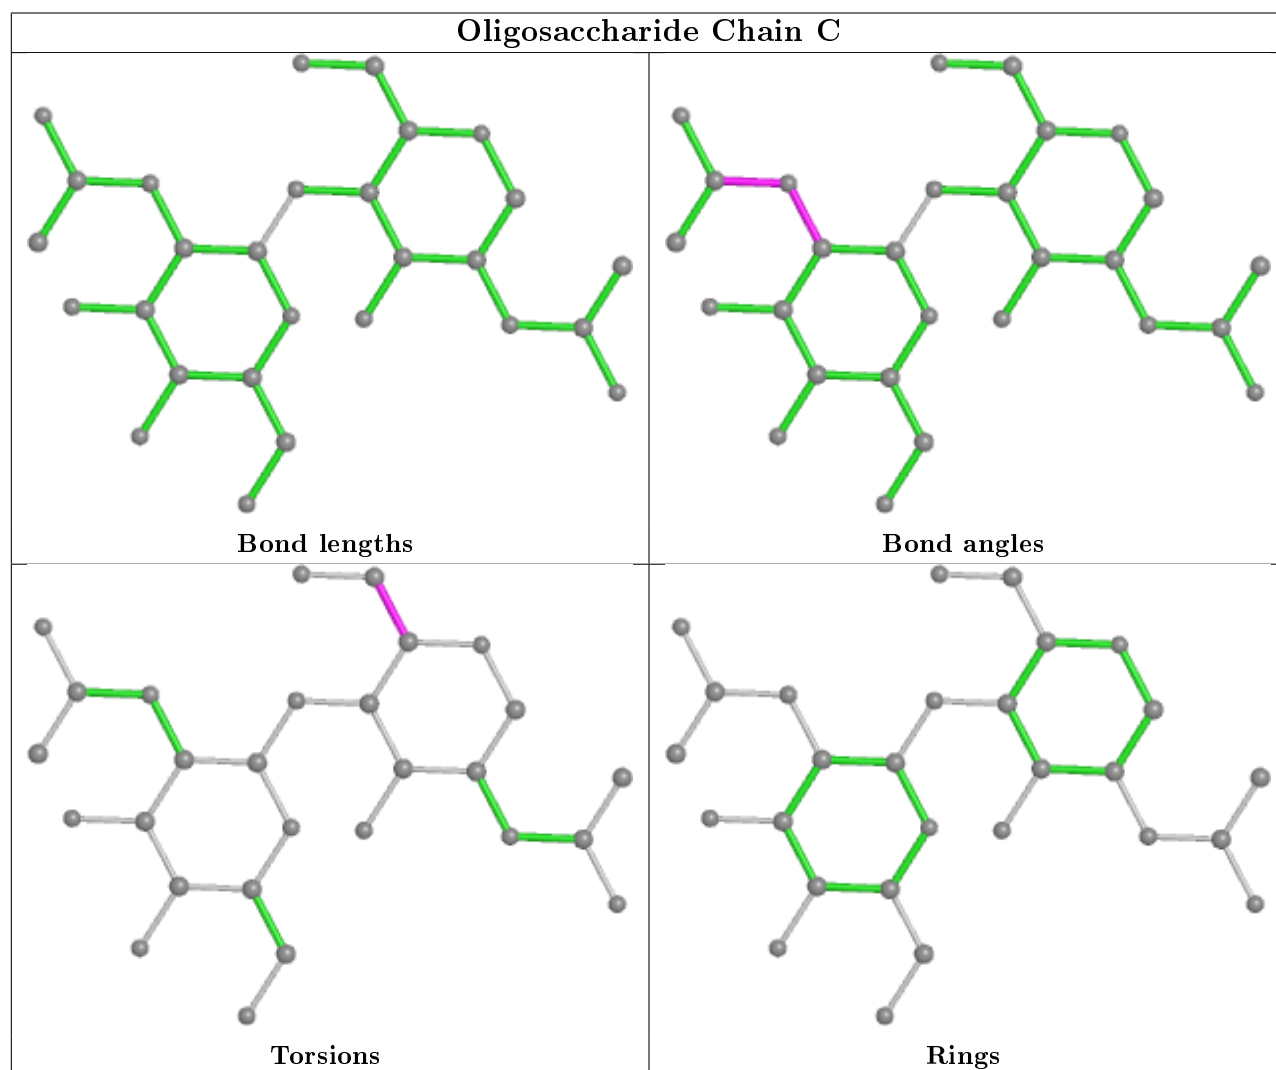 Oligosaccharide Chain C
Bond lengths
Bond angles
Torsions
Rings